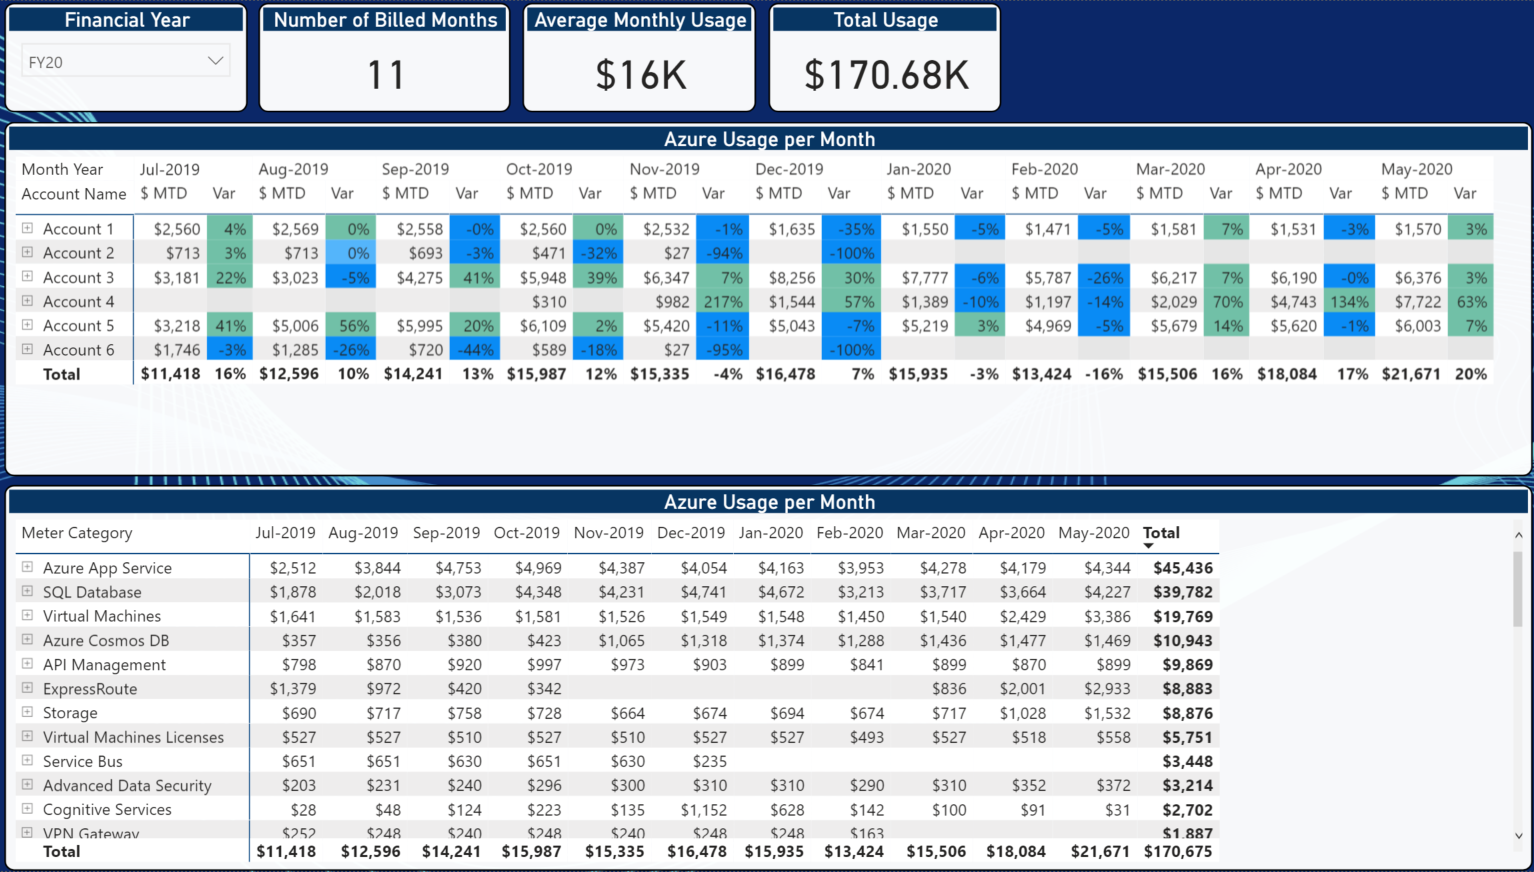 Financial Year
FY20
Number of Billed Months
11
Average Monthly Usage
$16K
Total Usage
$170.68K
Azure Usage per Month
Month Year Jul-2019 Aug-2019 Sep-2019 Oct-2019 Nov-2019 Dec-2019 Jan-2020 Feb-2020 Mar-2020 Apr-2020 May-2020
Account Name $ MTD Var $ MTD Var $ MTD Var $ MTD Var $ MTD Var $ MTD Var $ MTD Var $ MTD Var $ MTD Var $ MTD Var $ MTD Var
Account 1 $2,560 4% $2,569 0% $2,558 -0% $2,560 0% $2,532 -1% $1,635 -35% $1,550 -5% $1,471 -5% $1,581 7% $1,531 -3% $1,570 3%
Account 2 $713 3% $713 0% $693 -3% $471 -32% $27 -94% -100%
Account 3 $3,181 22% $3,023 -5% $4,275 41% $5,948 39% $6,347 7% $8,256 30% $7,777 -6% $5,787 -26% $6,217 7% $6,190 -0% $6,376 3%
Account 4 $310 $982 217% $1,544 57% $1,389 -10% $1,197 -14% $2,029 70% $4,743 134% $7,722 63%
Account 5 $3,218 41% $5,006 56% $5,995 20% $6,109 2% $5,420 -11% $5,043 -7% $5,219 3% $4,969 -5% $5,679 14% $5,620 -1% $6,003 7%
Account 6 $1,746 -3% $1,285 -26% $720 -44% $589 -18% $27 -95% -100%
Total $11,418 16% $12,596 10% $14,241 13% $15,987 12% $15,335 -4% $16,478 7% $15,935 -3% $13,424 -16% $15,506 16% $18,084 17% $21,671 20%
Azure Usage per Month
Meter Category Jul-2019 Aug-2019 Sep-2019 Oct-2019 Nov-2019 Dec-2019 Jan-2020 Feb-2020 Mar-2020 Apr-2020 May-2020 Total
Azure App Service $2,512 $3,844 $4,753 $4,969 $4,387 $4,054 $4,163 $3,953 $4,278 $4,179 $4,344 $45,436
SQL Database $1,878 $2,018 $3,073 $4,348 $4,231 $4,741 $4,672 $3,213 $3,717 $3,664 $4,227 $39,782
Virtual Machines $1,641 $1,583 $1,536 $1,581 $1,526 $1,549 $1,548 $1,450 $1,540 $2,429 $3,386 $19,769
Azure Cosmos DB $357 $356 $380 $423 $1,065 $1,318 $1,374 $1,288 $1,436 $1,477 $1,469 $10,943
API Management $798 $870 $920 $997 $973 $903 $899 $841 $899 $870 $899 $9,869
ExpressRoute $1,379 $972 $420 $342 $836 $2,001 $2,933 $8,883
Storage $690 $717 $758 $728 $664 $674 $694 $674 $717 $1,028 $1,532 $8,876
Virtual Machines Licenses $527 $527 $510 $527 $510 $527 $527 $493 $527 $518 $558 $5,751
Service Bus $651 $651 $630 $651 $630 $235 $3,448
Advanced Data Security $203 $231 $240 $296 $300 $310 $310 $290 $310 $352 $372 $3,214
Cognitive Services $28 $48 $124 $223 $135 $1,152 $628 $142 $100 $91 $31 $2,702
VPN Gateway $252 $248 $240 $248 $240 $248 $248 $163 $1,887
Total $11,418 $12,596 $14,241 $15,987 $15,335 $16,478 $15,935 $13,424 $15,506 $18,084 $21,671 $170,675